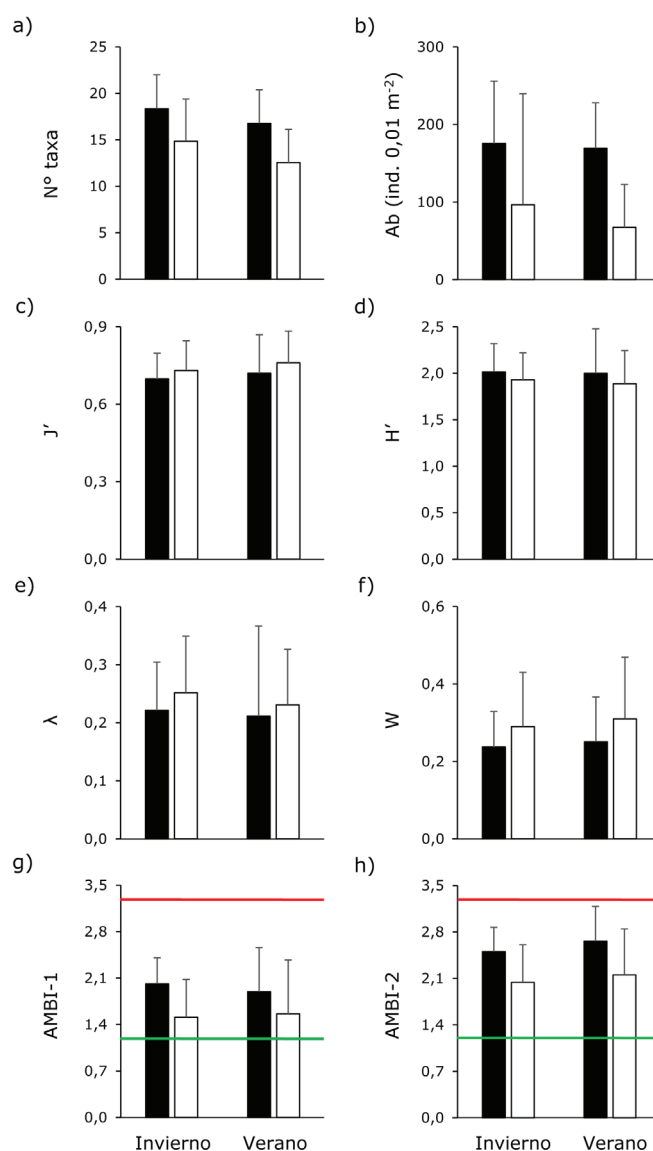 a)
25
20
15
10
5
0
N° taxa
b)
300
200
100
0
Ab (ind. 0,01 m⁻²)
c)
0,9
0,6
0,3
0,0
J´
d)
2,5
2,0
1,5
1,0
0,5
0,0
H´
e)
0,4
0,3
0,2
0,1
0,0
λ
f)
0,6
0,4
0,2
0,0
W
g)
3,5
2,8
2,1
1,4
0,7
0,0
AMBI-1
Invierno Verano
h)
3,5
2,8
2,1
1,4
0,7
0,0
AMBI-2
Invierno Verano